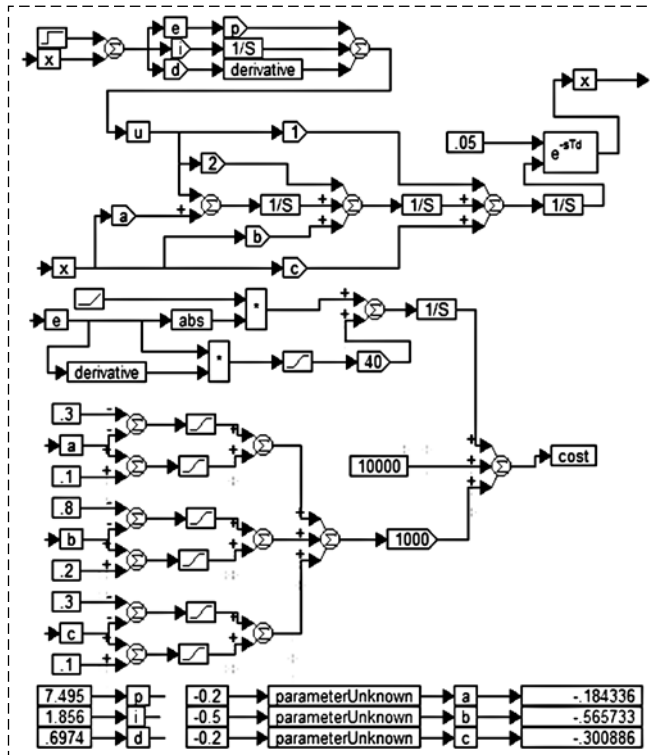 e p
x Σ i 1/S Σ
d derivative
x
u 1 .05 e-sTd
2
a Σ 1/S Σ 1/S Σ 1/S
b
x c
e abs * Σ 1/S
derivative * 40
.3
a Σ Σ
.1 Σ
10000 Σ cost
.8
b Σ Σ Σ 1000
.2 Σ
.3
c Σ Σ
.1 Σ
7.495 p -0.2 parameterUnknown a -.184336
1.856 i -0.5 parameterUnknown b -.565733
.6974 d -0.2 parameterUnknown c -.300886